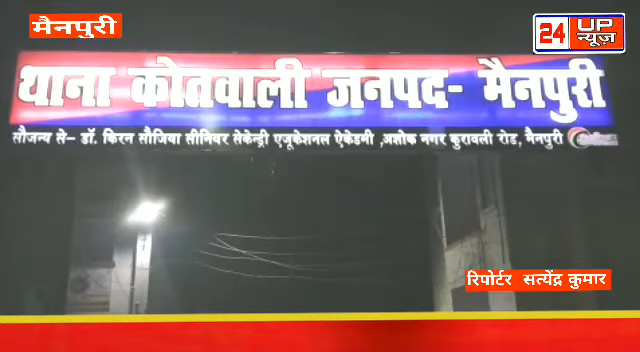 मैनपुरी
24 UP
न्यूज़
थाना कोतवाली जनपद- मैनपुरी
सौजन्य से– डॉ. किरन सौजिया सीनियर सेकेन्ड्री एजूकेशनल ऐकेडमी ,अशोक नगर कुरावली रोड, मैनपुरी
रिपोर्टर सत्येंद्र कुमार